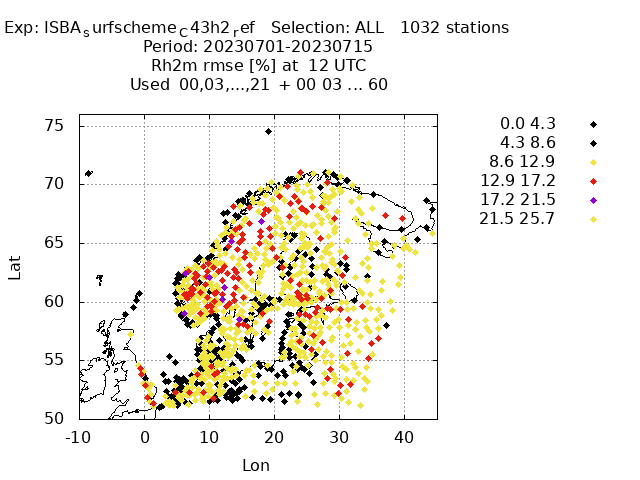 Exp: ISBAsurfschemeC43h2ref   Selection: ALL   1032 stations
Period: 20230701-20230715
Rh2m rmse [%] at  12 UTC
Used  00,03,...,21  + 00 03 ... 60
0.0 4.3
4.3 8.6
8.6 12.9
12.9 17.2
17.2 21.5
21.5 25.7
75
70
65
60
55
50
Lat
-10 0 10 20 30 40
Lon